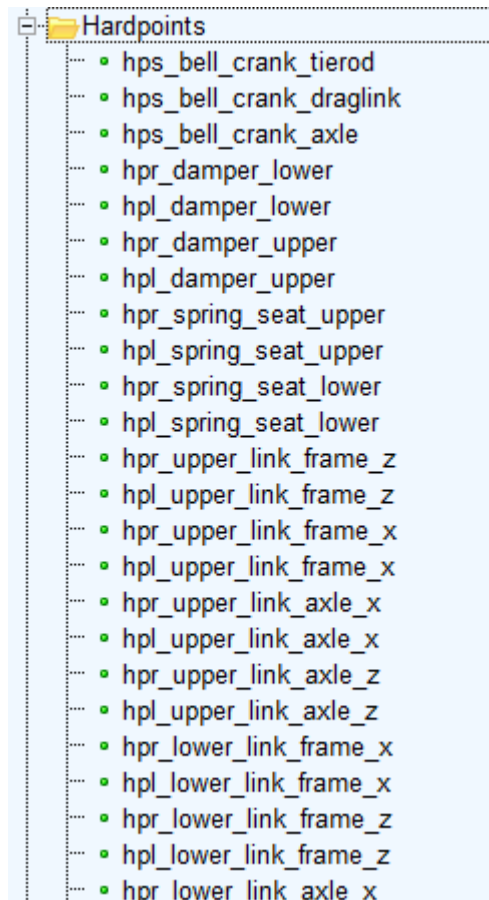 Hardpoints
hps_bell_crank_tierod
hps_bell_crank_draglink
hps_bell_crank_axle
hpr_damper_lower
hpl_damper_lower
hpr_damper_upper
hpl_damper_upper
hpr_spring_seat_upper
hpl_spring_seat_upper
hpr_spring_seat_lower
hpl_spring_seat_lower
hpr_upper_link_frame_z
hpl_upper_link_frame_z
hpr_upper_link_frame_x
hpl_upper_link_frame_x
hpr_upper_link_axle_x
hpl_upper_link_axle_x
hpr_upper_link_axle_z
hpl_upper_link_axle_z
hpr_lower_link_frame_x
hpl_lower_link_frame_x
hpr_lower_link_frame_z
hpl_lower_link_frame_z
hpr_lower_link_axle_x